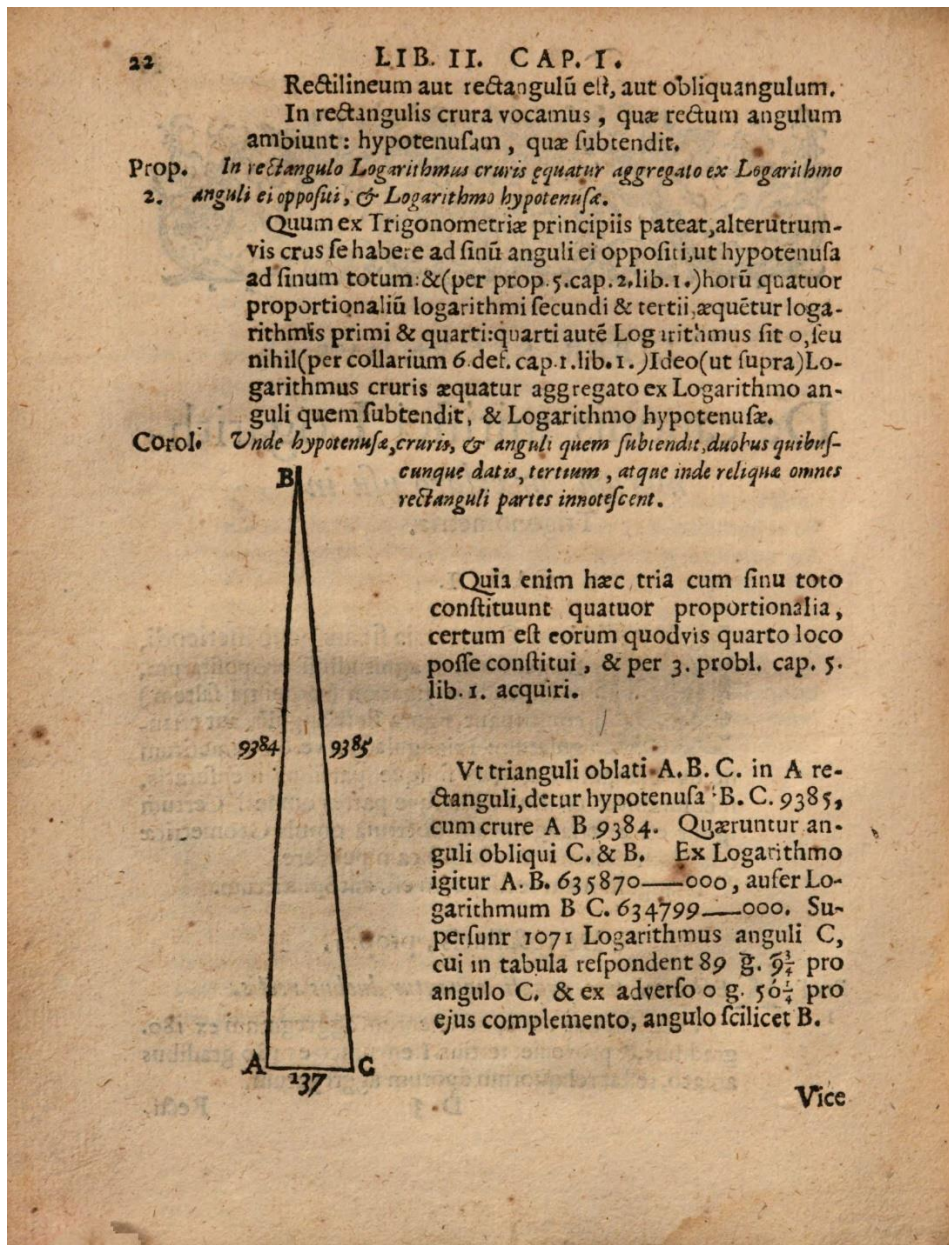 22 LIB. II. CAP. I.
Rectilineum aut rectangulū est, aut obliquangulum.
In rectangulis crura vocamus, quæ rectum angulum
ambiunt: hypotenusam, quæ subtendit.
Prop. In rectangulo Logarithmus cruris ęquatur aggregato ex Logarithmo
2. anguli ei oppositi, & Logarithmo hypotenusæ.
Quum ex Trigonometriæ principiis pateat, alterutrum-
vis crus se habere ad sinū anguli ei oppositi, ut hypotenusa
ad sinum totum: &(per prop. 5. cap. 2. lib. 1.) horū quatuor
proportionaliū logarithmi secundi & tertii, æquētur loga-
rithmis primi & quarti: quarti autē Logarithmus sit 0, seu
nihil (per collarium 6. def. cap. 1. lib. 1.) Ideo (ut supra) Lo-
garithmus cruris æquatur aggregato ex Logarithmo an-
guli quem subtendit, & Logarithmo hypotenusæ.
Corol. Vnde hypotenusæ, cruris, & anguli quem subtendit, duobus quibus-
cunque datis, tertium, atque inde reliquæ omnes
rectanguli partes innotescent.
B
Quia enim hæc tria cum sinu toto
constituunt quatuor proportionalia,
certum est eorum quodvis quarto loco
posse constitui, & per 3. probl. cap. 5.
lib. 1. acquiri.
9384 9385
Vt trianguli oblati A. B. C. in A re-
ctanguli, detur hypotenusa B. C. 9385,
cum crure A B 9384. Quæruntur an-
guli obliqui C. & B. Ex Logarithmo
igitur A. B. 635870—000, aufer Lo-
garithmum B C. 634799—000. Su-
persunt 1071 Logarithmus anguli C,
cui in tabula respondent 89 g. 9¼ pro
angulo C. & ex adverso 0 g. 50¼ pro
ejus complemento, angulo scilicet B.
A C
137
Vice